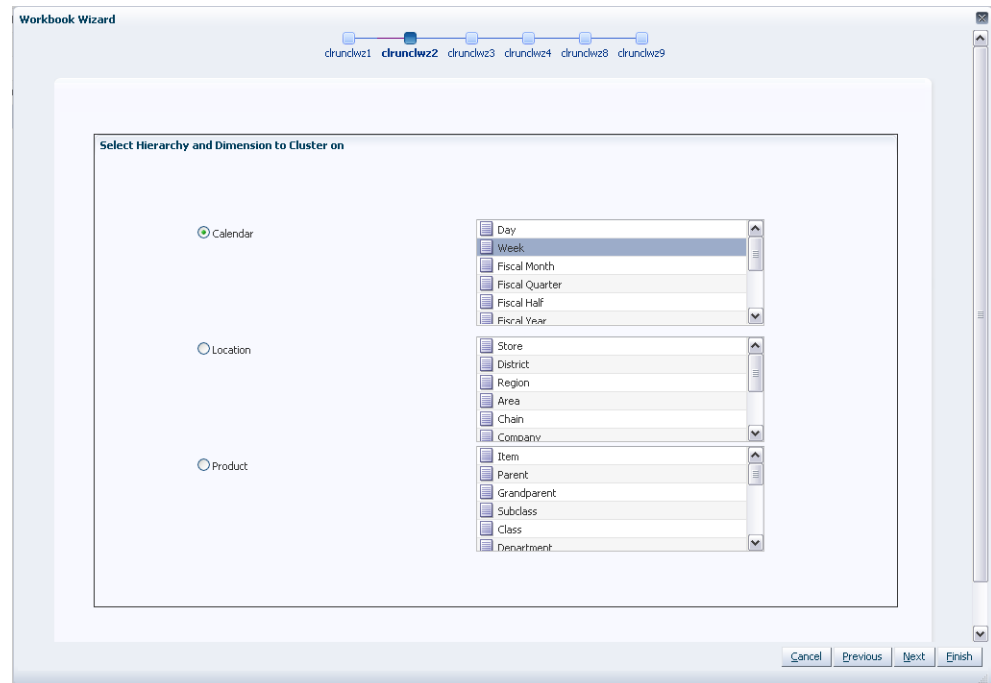 Workbook Wizard
clrunclwz1 clrunclwz2 clrunclwz3 clrunclwz4 clrunclwz8 clrunclwz9
Select Hierarchy and Dimension to Cluster on
Calendar
Day
Week
Fiscal Month
Fiscal Quarter
Fiscal Half
Fiscal Year
Location
Store
District
Region
Area
Chain
Company
Product
Item
Parent
Grandparent
Subclass
Class
Department
Cancel Previous Next Finish